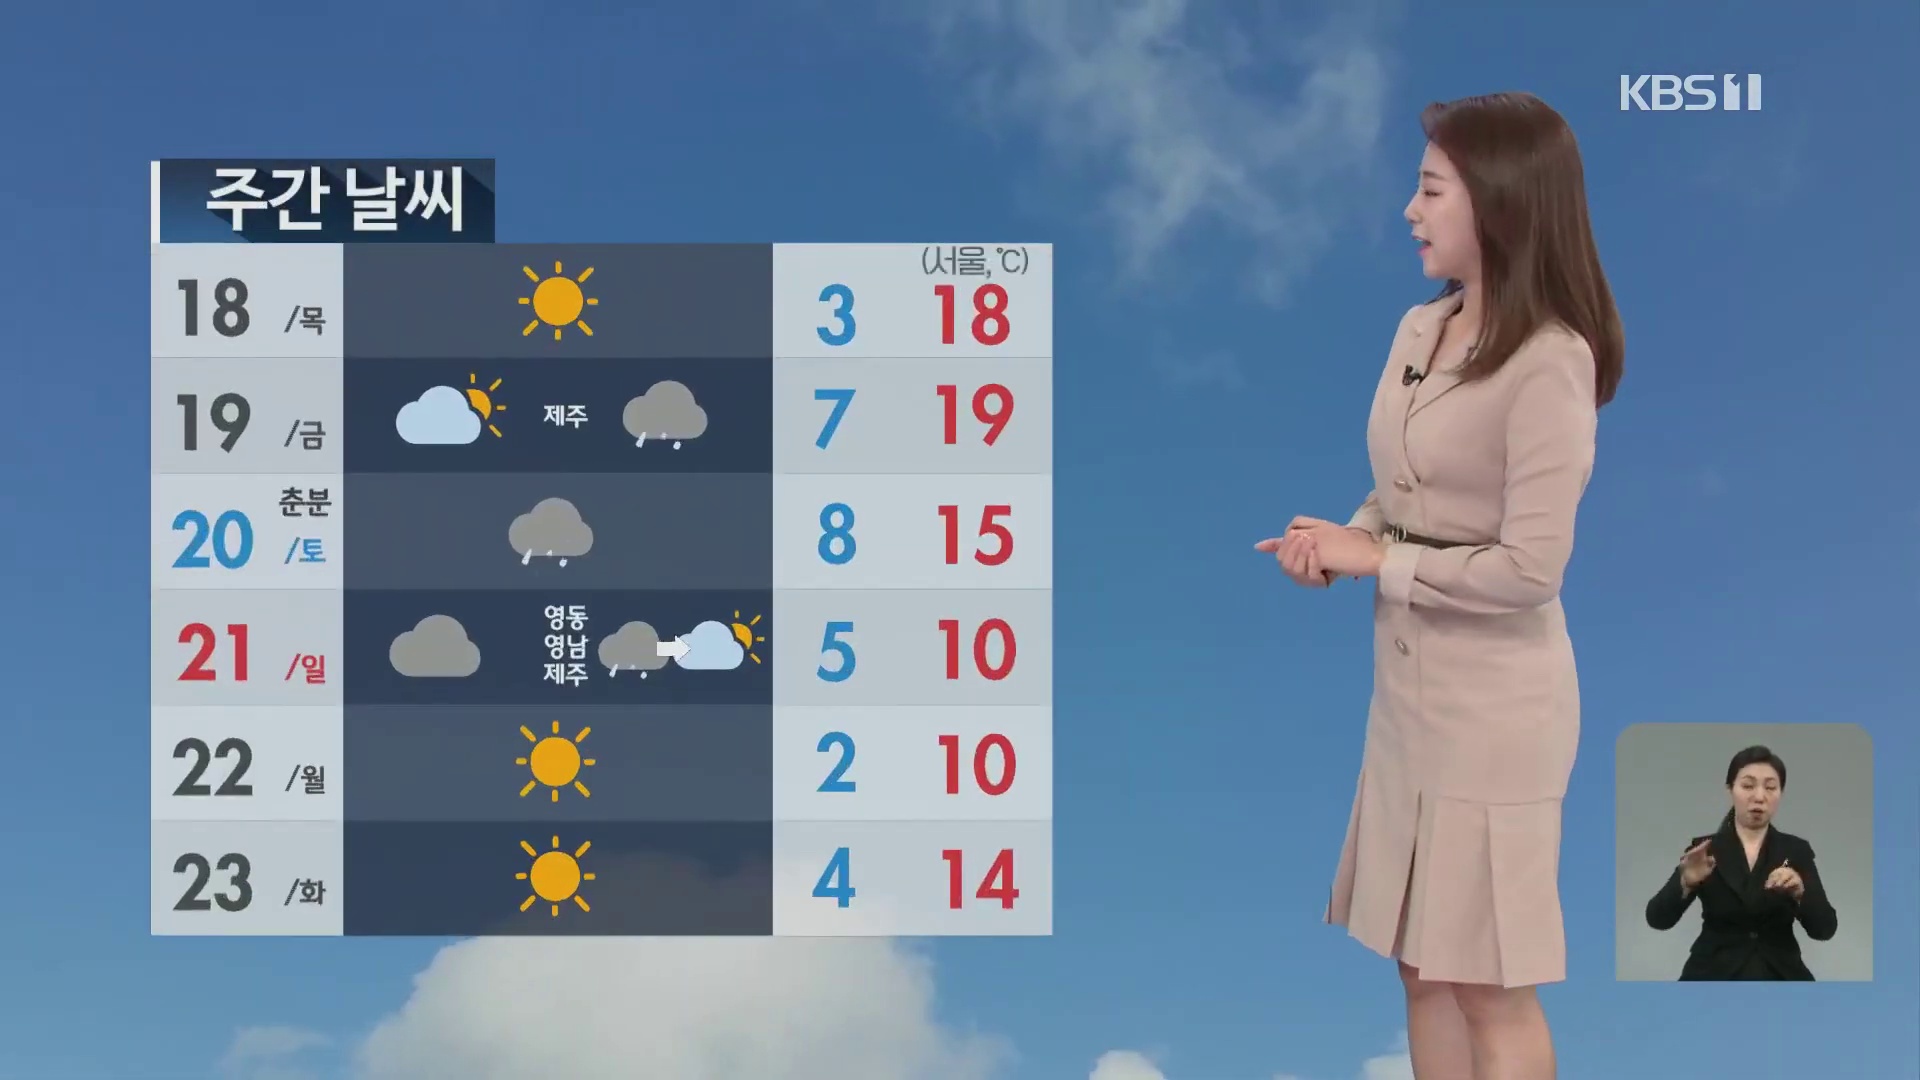 KBS 1
주간 날씨
(서울, ℃)
18 /목 3 18
19 /금 제주 7 19
춘분
20 /토 8 15
21 /일 영동 영남 제주 5 10
22 /월 2 10
23 /화 4 14